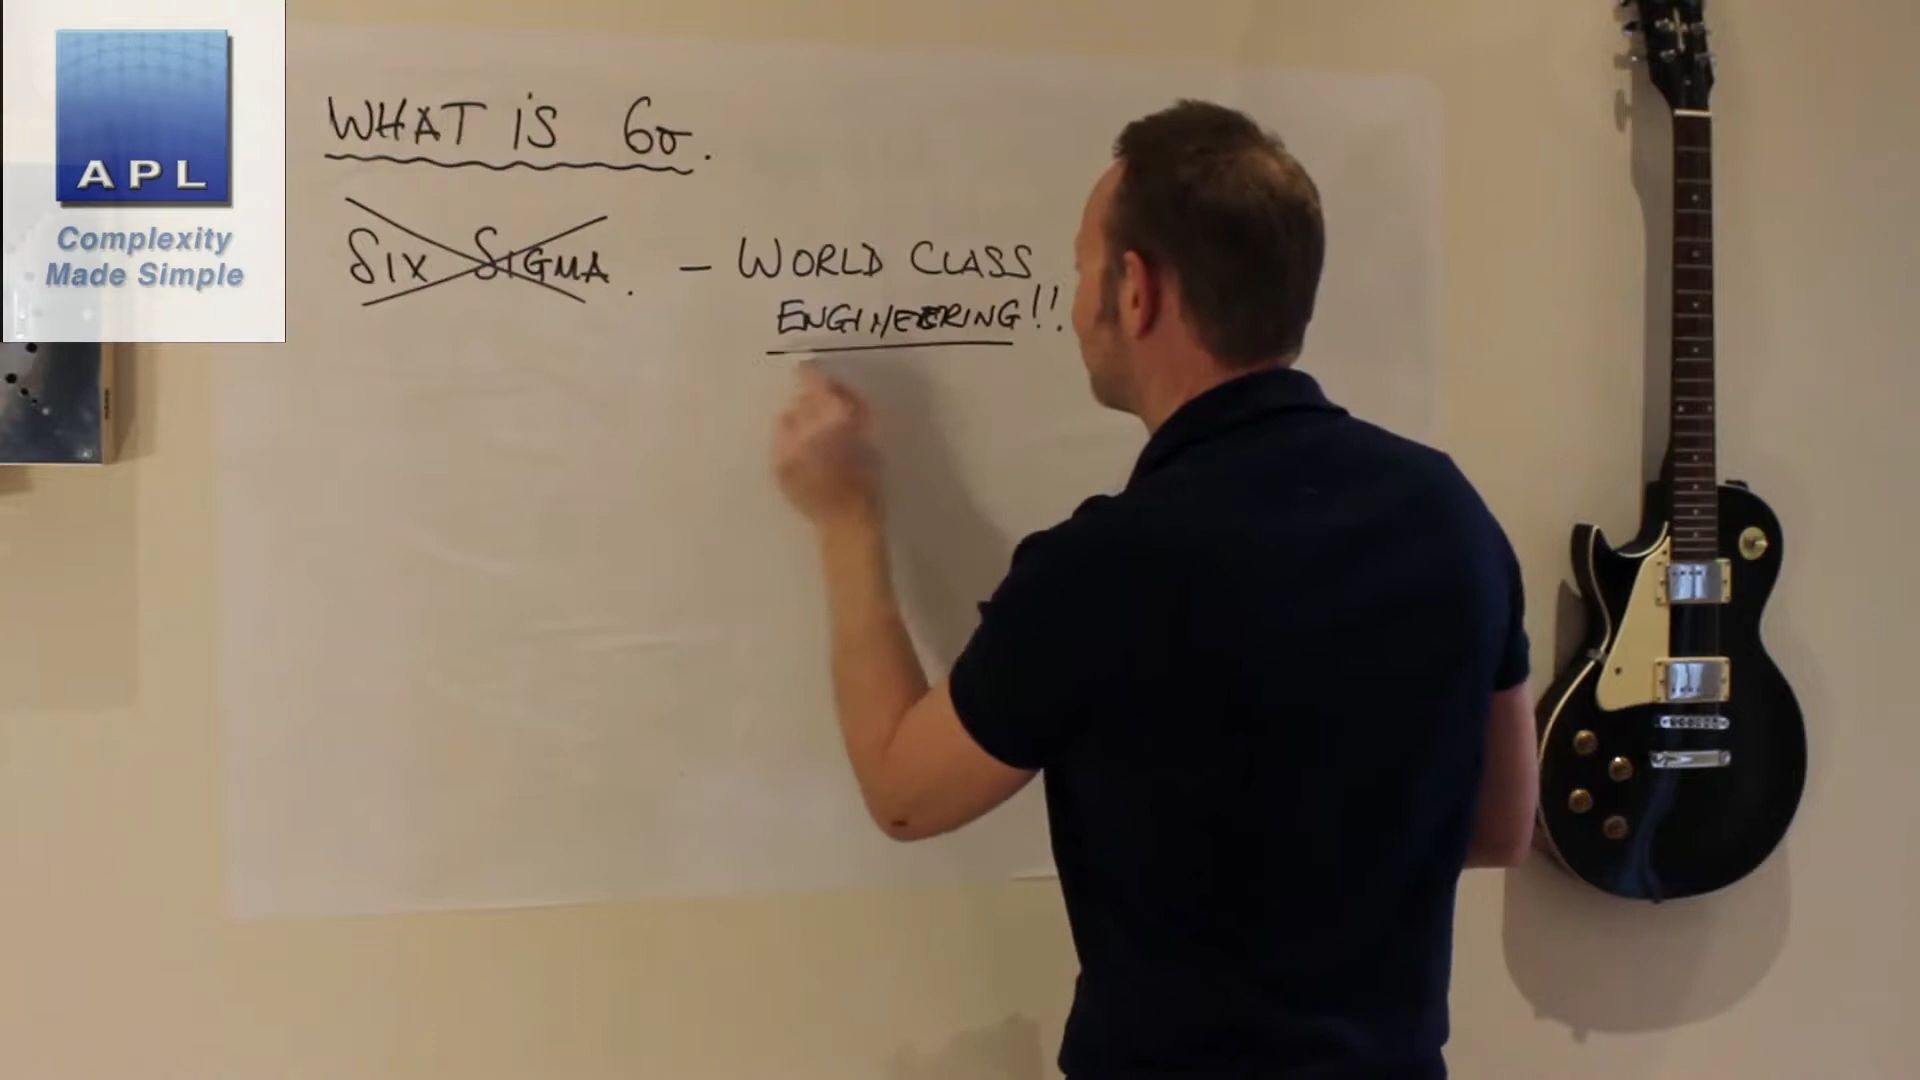 APL
Complexity
Made Simple
WHAT IS 6σ.
SIX SIGMA. - WORLD CLASS
ENGINEERING!!